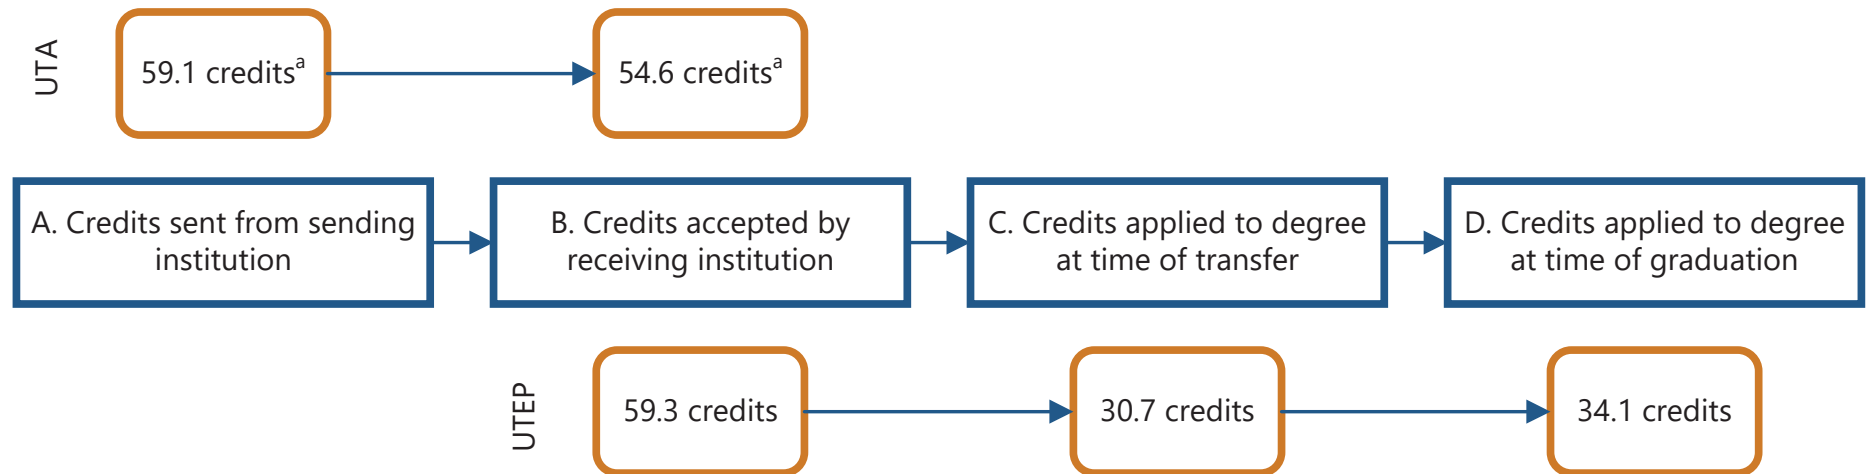 UTA
59.1 creditsᵃ
54.6 creditsᵃ
A. Credits sent from sending
institution
B. Credits accepted by
receiving institution
C. Credits applied to degree
at time of transfer
D. Credits applied to degree
at time of graduation
UTEP
59.3 credits
30.7 credits
34.1 credits